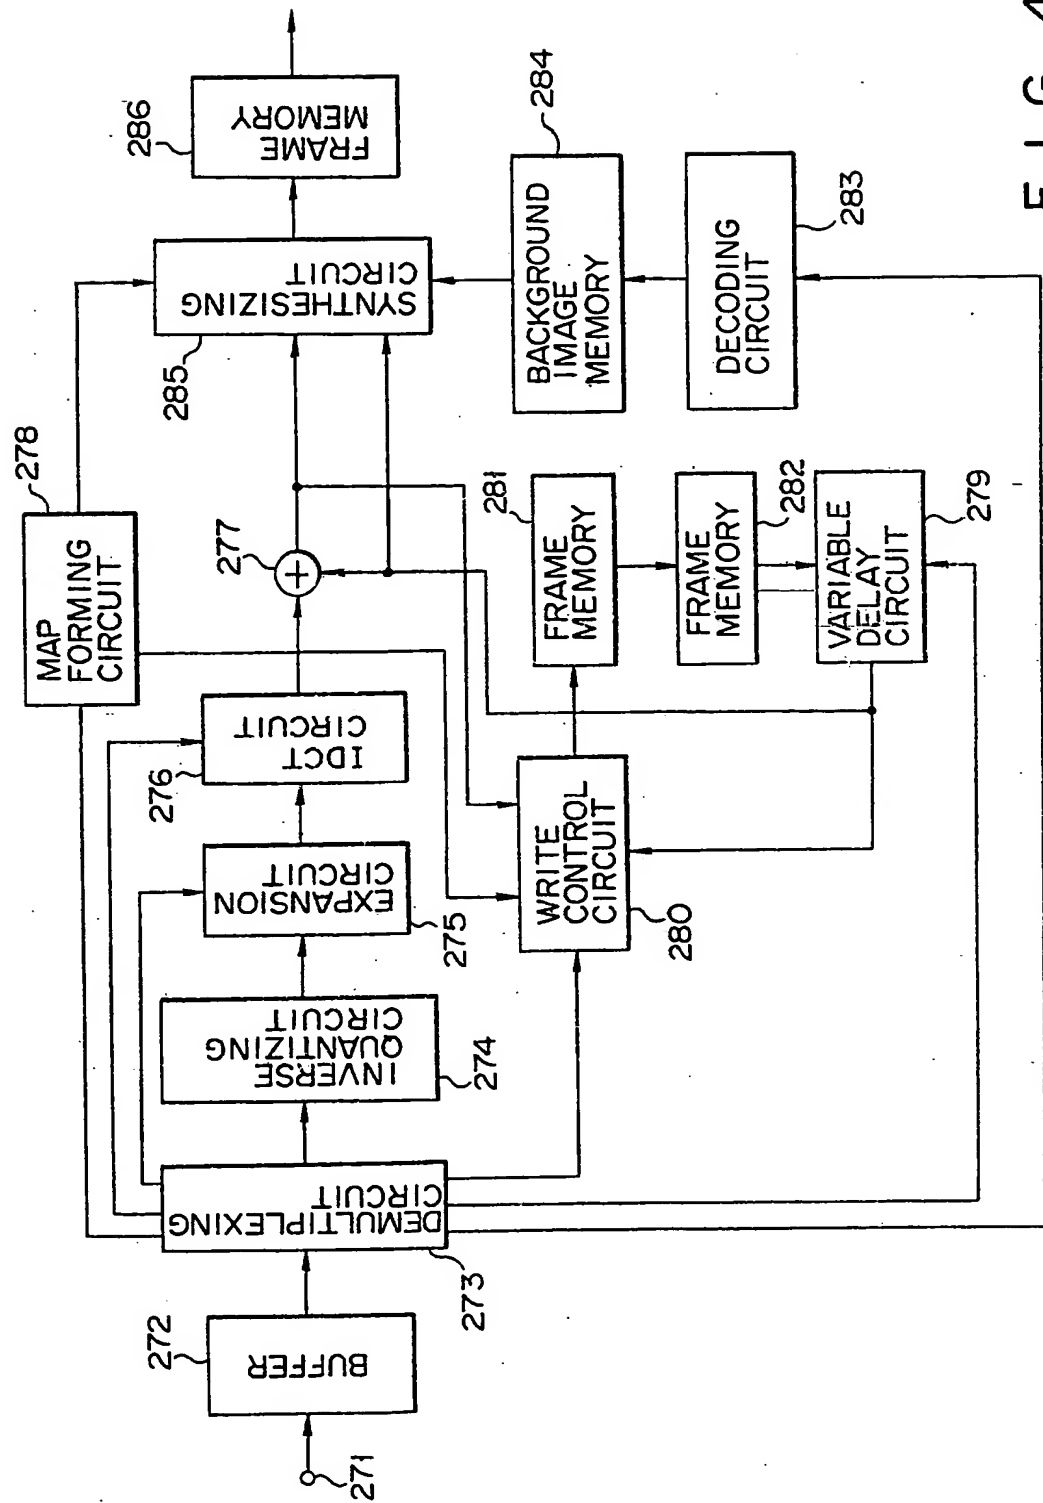 271
272
BUFFER
273
DEMULTIPLEXING
CIRCUIT
INVERSE
QUANTIZING
CIRCUIT
274
EXPANSION
CIRCUIT
275
IDCT
CIRCUIT
276
277
MAP
FORMING
CIRCUIT
278
SYNTHESIZING
CIRCUIT
285
FRAME
MEMORY
286
WRITE
CONTROL
CIRCUIT
280
FRAME
MEMORY
281
FRAME
MEMORY
282
VARIABLE
DELAY
CIRCUIT
279
BACKGROUND
IMAGE
MEMORY
284
DECODING
CIRCUIT
283
FIG. 4